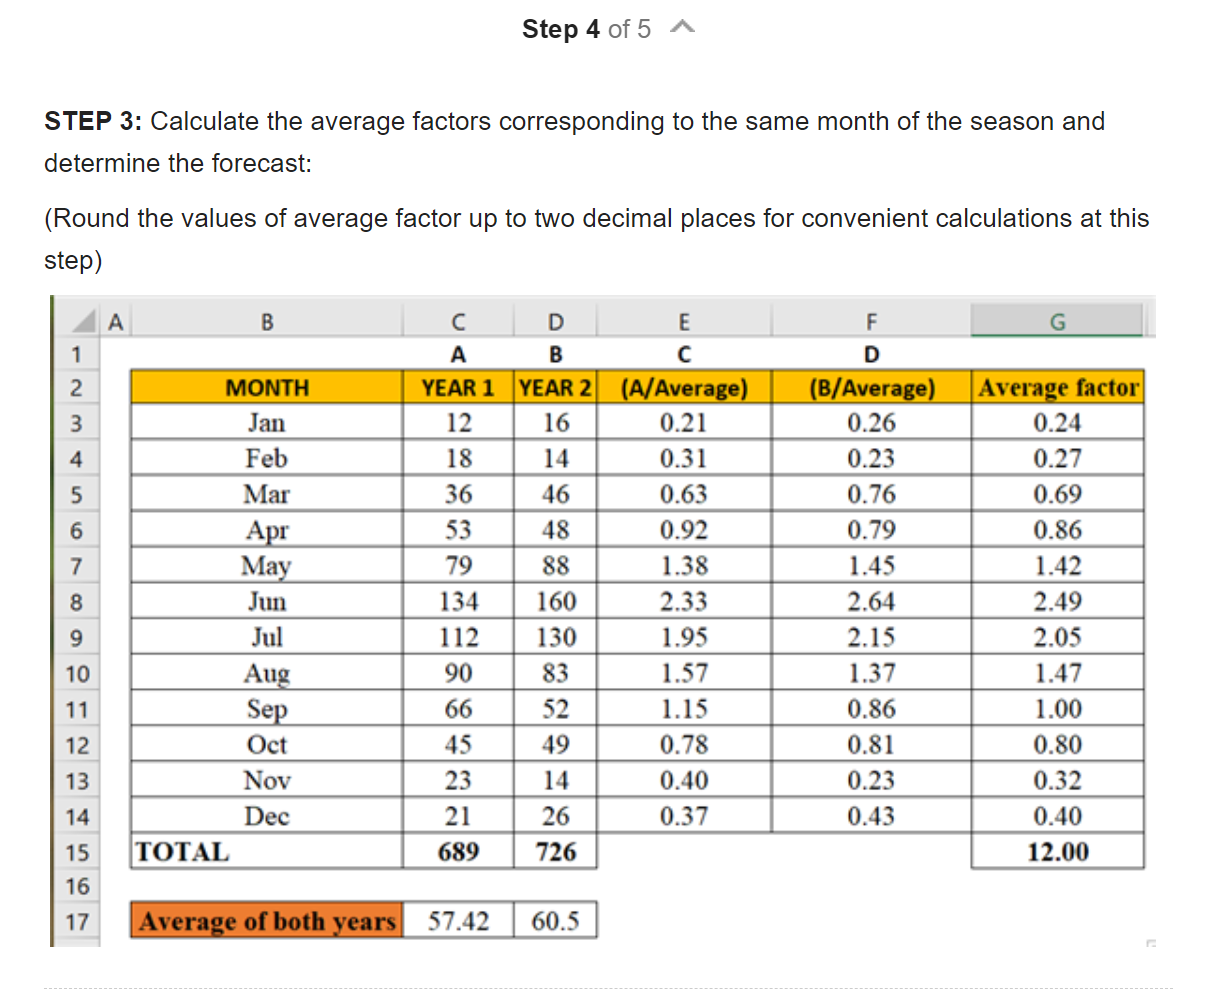 Step 4 of 5
STEP 3: Calculate the average factors corresponding to the same month of the season and
determine the forecast:
(Round the values of average factor up to two decimal places for convenient calculations at this
step)
A B C D E F G
1 A B C D
2 MONTH YEAR 1 YEAR 2 (A/Average) (B/Average) Average factor
3 Jan 12 16 0.21 0.26 0.24
4 Feb 18 14 0.31 0.23 0.27
5 Mar 36 46 0.63 0.76 0.69
6 Apr 53 48 0.92 0.79 0.86
7 May 79 88 1.38 1.45 1.42
8 Jun 134 160 2.33 2.64 2.49
9 Jul 112 130 1.95 2.15 2.05
10 Aug 90 83 1.57 1.37 1.47
11 Sep 66 52 1.15 0.86 1.00
12 Oct 45 49 0.78 0.81 0.80
13 Nov 23 14 0.40 0.23 0.32
14 Dec 21 26 0.37 0.43 0.40
15 TOTAL 689 726 12.00
16
17 Average of both years 57.42 60.5